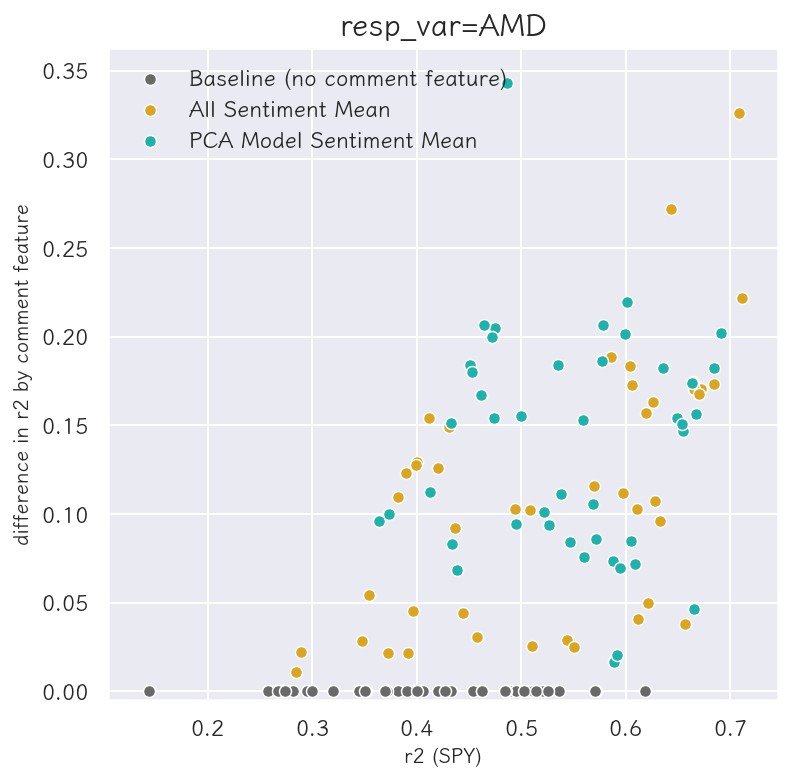 resp_var=AMD
Baseline (no comment feature)
All Sentiment Mean
PCA Model Sentiment Mean
difference in r2 by comment feature
0.35
0.30
0.25
0.20
0.15
0.10
0.05
0.00
0.2 0.3 0.4 0.5 0.6 0.7
r2 (SPY)